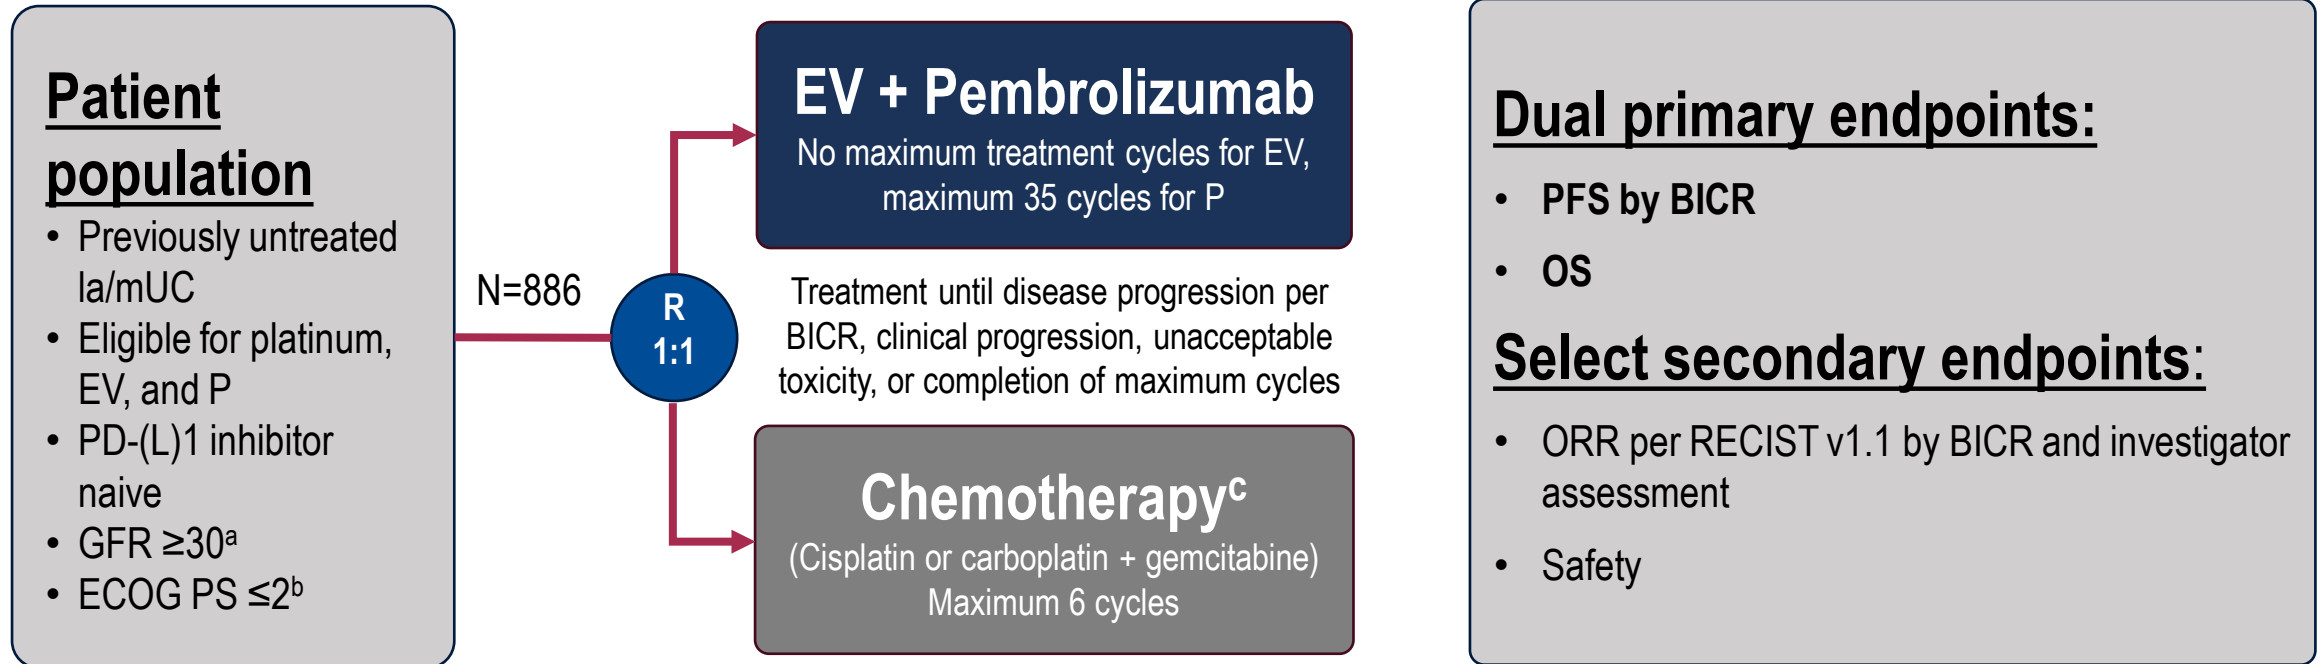 Patient
population
• Previously untreated
la/mUC
• Eligible for platinum,
EV, and P
• PD-(L)1 inhibitor
naive
• GFR ≥30ᵃ
• ECOG PS ≤2ᵇ
N=886
R
1:1
EV + Pembrolizumab
No maximum treatment cycles for EV,
maximum 35 cycles for P
Treatment until disease progression per
BICR, clinical progression, unacceptable
toxicity, or completion of maximum cycles
Chemotherapyᶜ
(Cisplatin or carboplatin + gemcitabine)
Maximum 6 cycles
Dual primary endpoints:
• PFS by BICR
• OS
Select secondary endpoints:
• ORR per RECIST v1.1 by BICR and investigator
assessment
• Safety